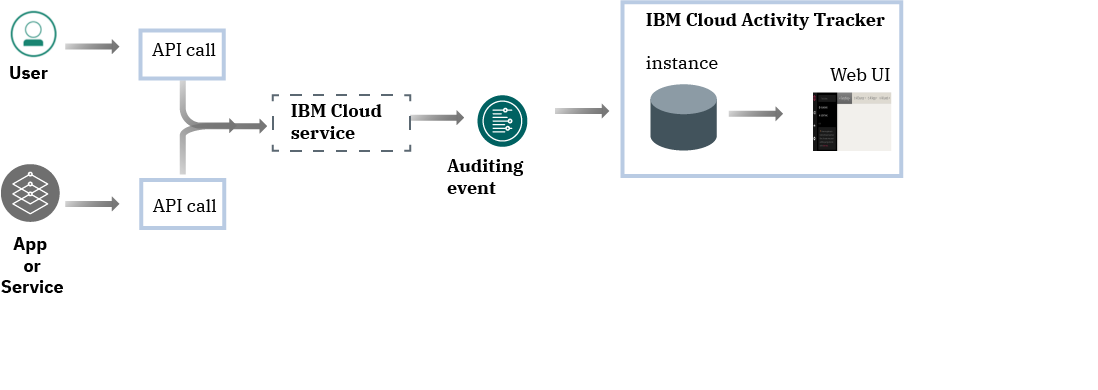 User
API call
IBM Cloud
service
Auditing
event
IBM Cloud Activity Tracker
instance
Web UI
App
or
Service
API call